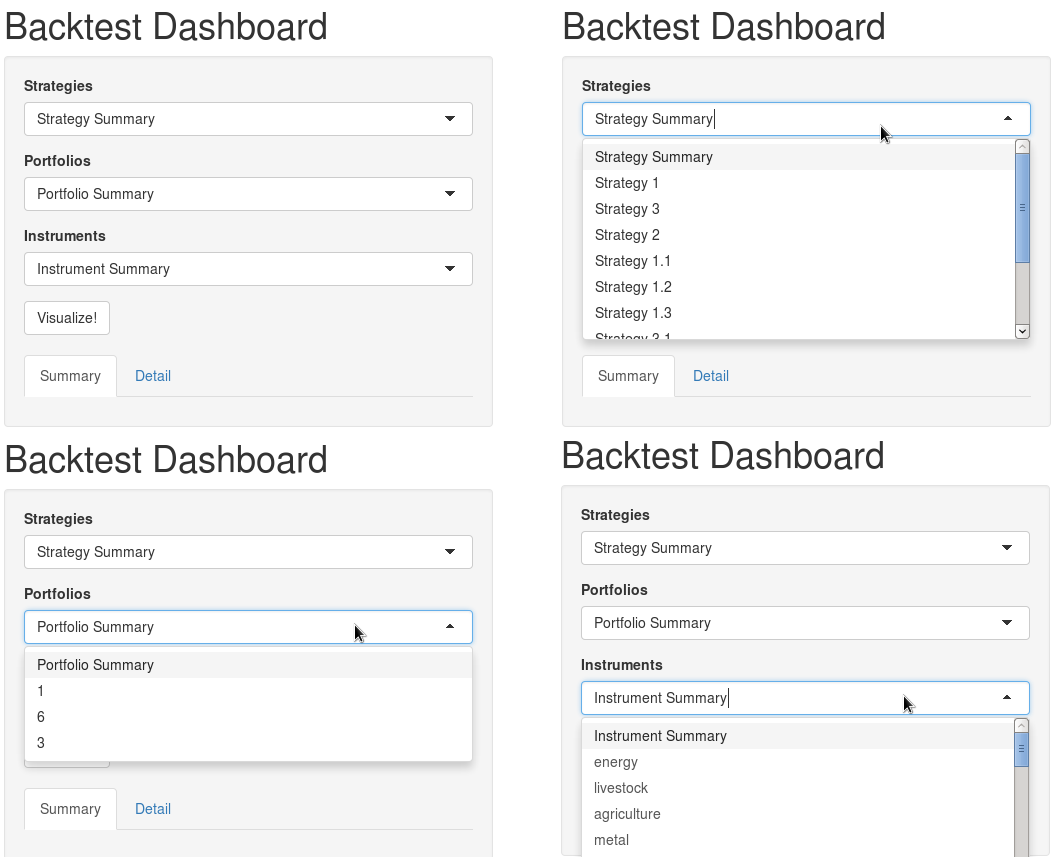 Backtest Dashboard
Strategies
Strategy Summary
Portfolios
Portfolio Summary
Instruments
Instrument Summary
Visualize!
Summary Detail
Backtest Dashboard
Strategies
Strategy Summary
Strategy Summary
Strategy 1
Strategy 3
Strategy 2
Strategy 1.1
Strategy 1.2
Strategy 1.3
Strategy 3.1
Summary Detail
Backtest Dashboard
Strategies
Strategy Summary
Portfolios
Portfolio Summary
Portfolio Summary
1
6
3
Summary Detail
Backtest Dashboard
Strategies
Strategy Summary
Portfolios
Portfolio Summary
Instruments
Instrument Summary
Instrument Summary
energy
livestock
agriculture
metal